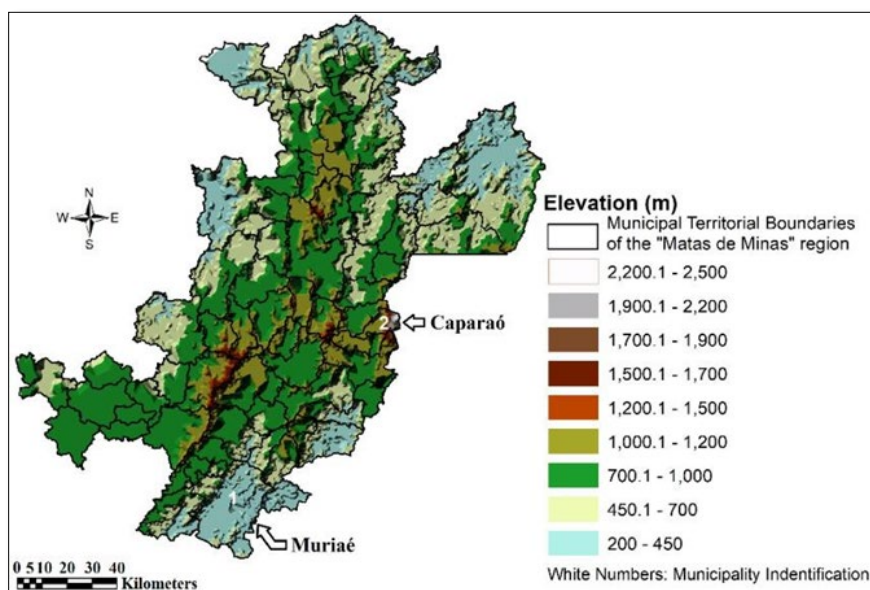 N
W E
S
2
Caparaó
1
Muriaé
0 5 10 20 30 40
Kilometers
Elevation (m)
Municipal Territorial Boundaries
of the "Matas de Minas" region
2,200.1 - 2,500
1,900.1 - 2,200
1,700.1 - 1,900
1,500.1 - 1,700
1,200.1 - 1,500
1,000.1 - 1,200
700.1 - 1,000
450.1 - 700
200 - 450
White Numbers: Municipality Indentification